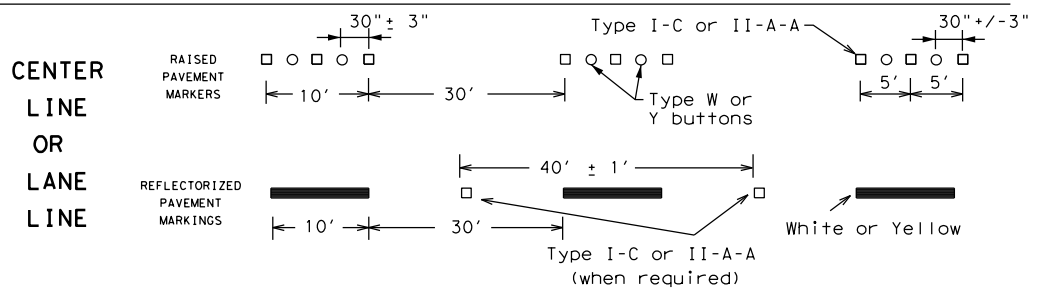 30"± 3"
Type I-C or II-A-A
30"+/-3"
CENTER
LINE
OR
LANE
LINE
RAISED
PAVEMENT
MARKERS
10'
30'
Type W or
Y buttons
5'
5'
40' ± 1'
REFLECTORIZED
PAVEMENT
MARKINGS
10'
30'
Type I-C or II-A-A
(when required)
White or Yellow